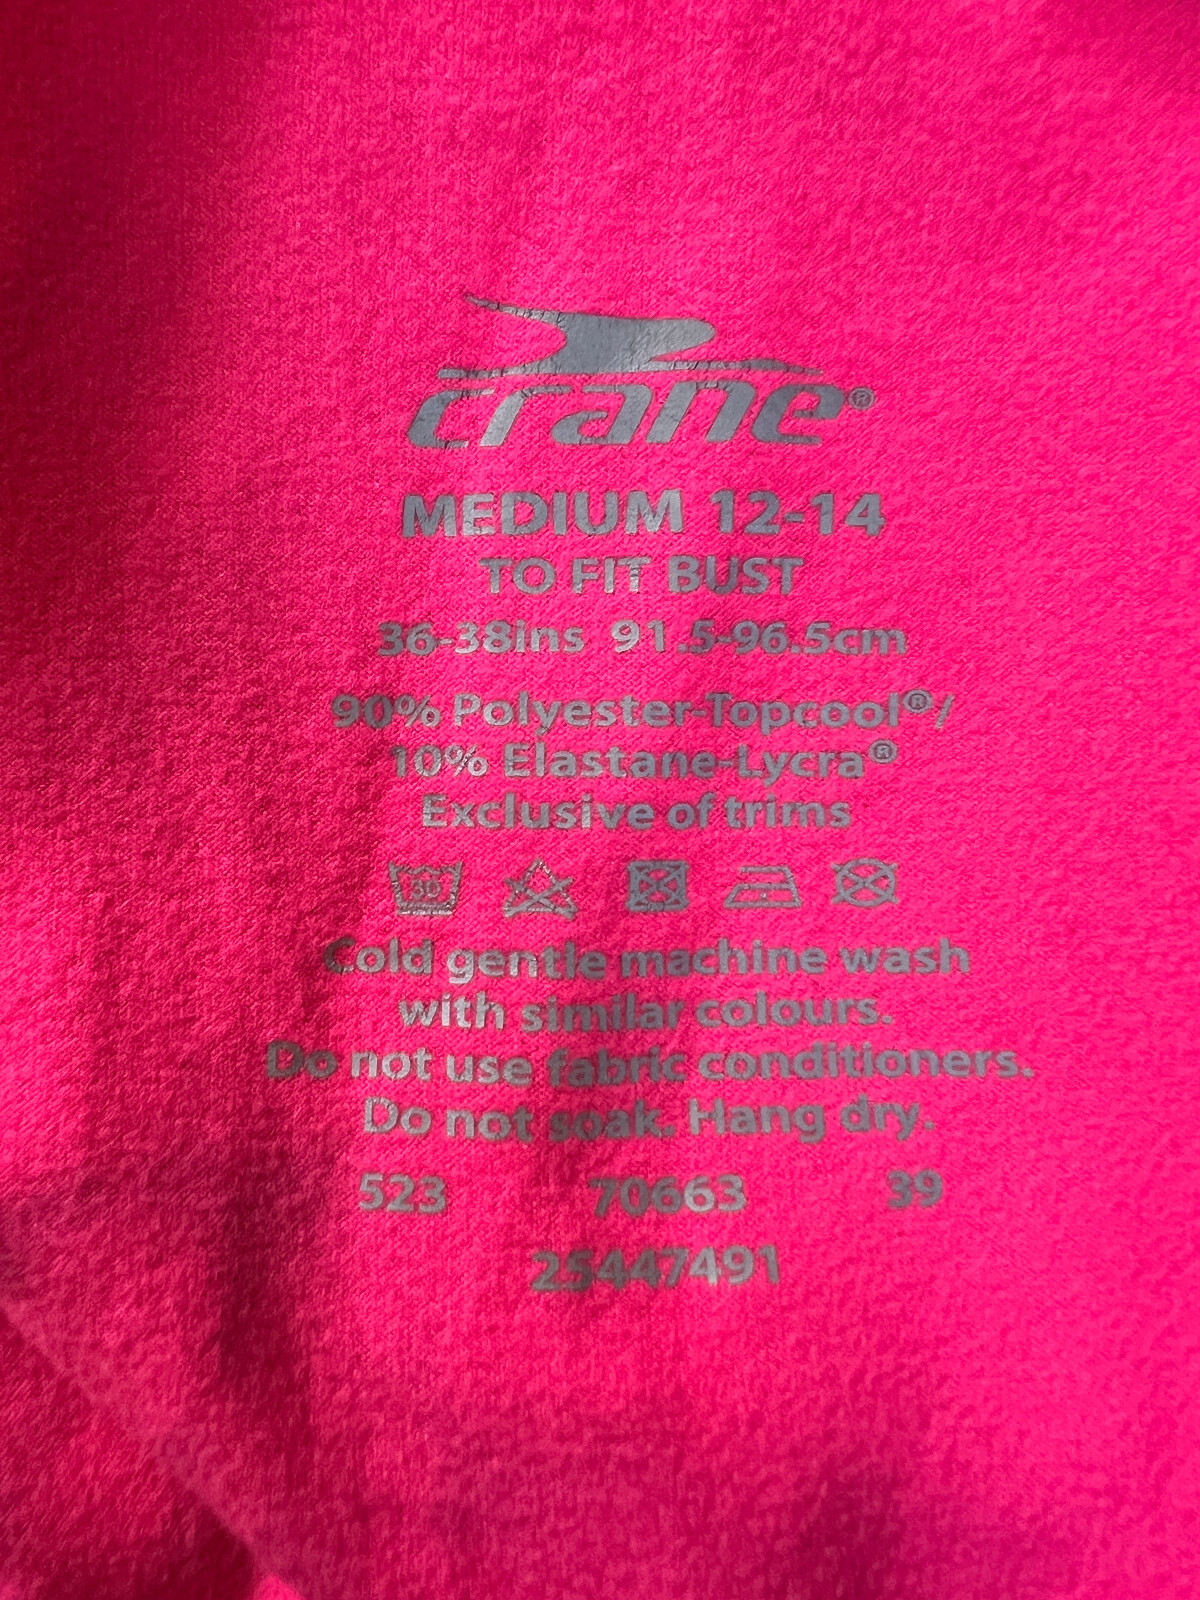 crane®
MEDIUM 12-14
TO FIT BUST
36-38ins 91.5-96.5cm
90% Polyester-Topcool®/
10% Elastane-Lycra®
Exclusive of trims
30
Cold gentle machine wash
with similar colours.
Do not use fabric conditioners.
Do not soak. Hang dry.
523 70663 39
25447491